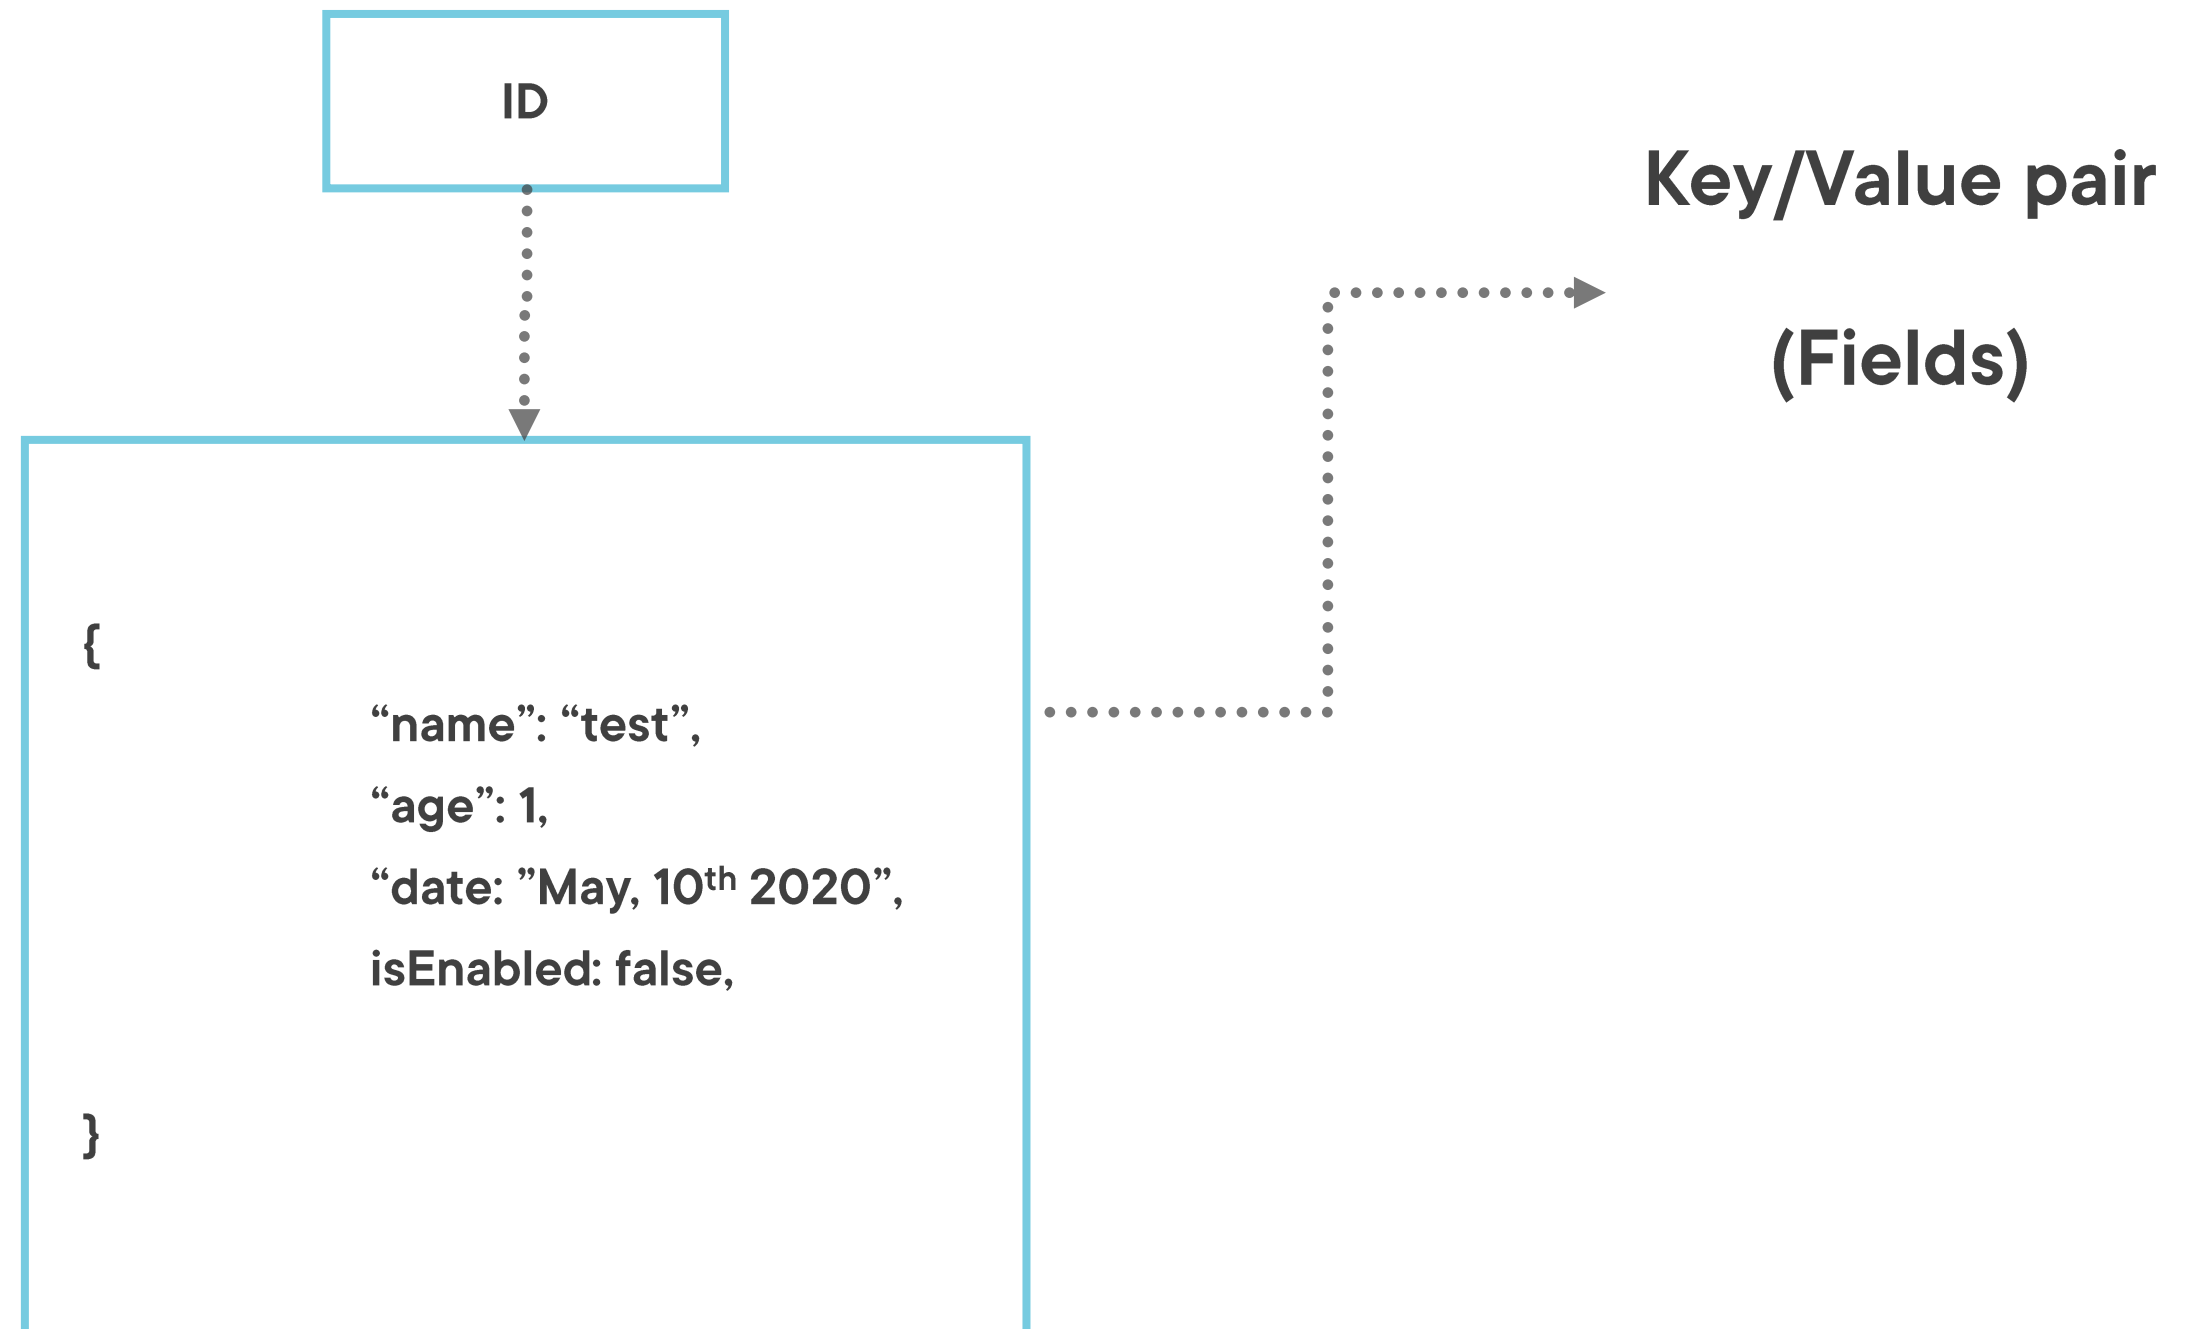 ID
Key/Value pair
(Fields)
{
“name”: “test”,
“age”: 1,
“date: ”May, 10th 2020”,
isEnabled: false,
}